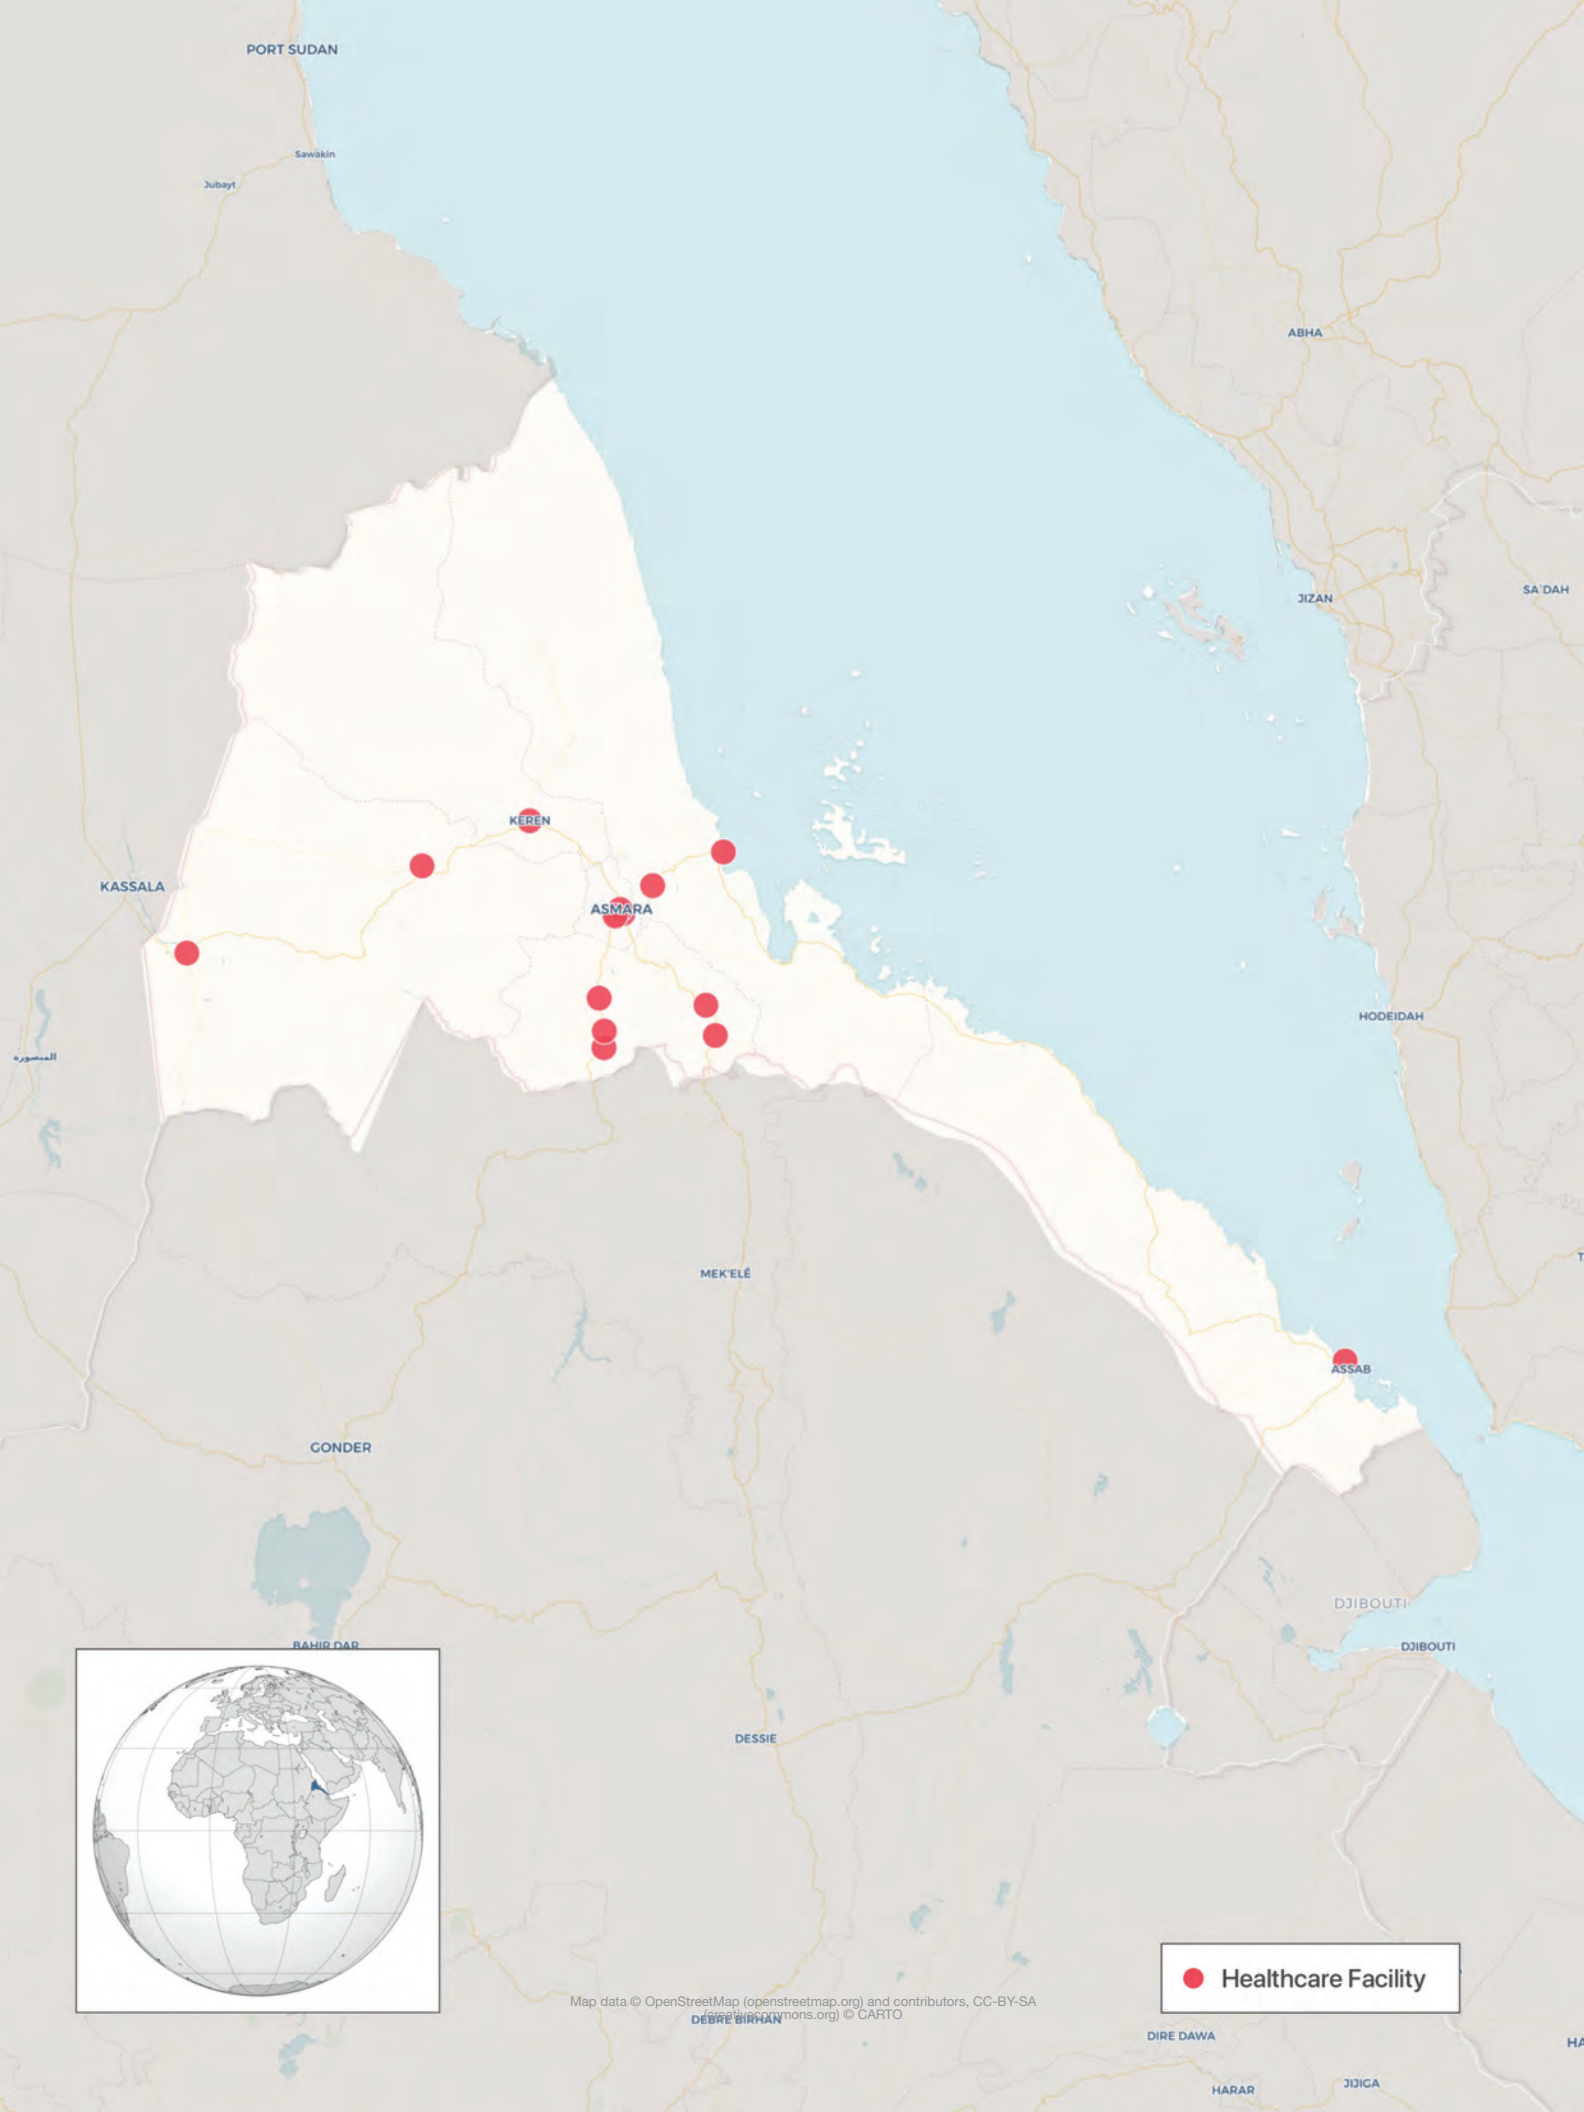 PORT SUDAN
Sawakin
Jubayt
ABHA
SA'DAH
JIZAN
KEREN
KASSALA
ASMARA
HODEIDAH
المنصورة
MEK'ELĒ
ASSAB
GONDER
DJIBOUTI
BAHIR DAR
DJIBOUTI
DESSIE
Healthcare Facility
Map data © OpenStreetMap (openstreetmap.org) and contributors, CC-BY-SA
(creativecommons.org) © CARTO
DEBRE BIRHAN
DIRE DAWA
HARAR
JIJIGA